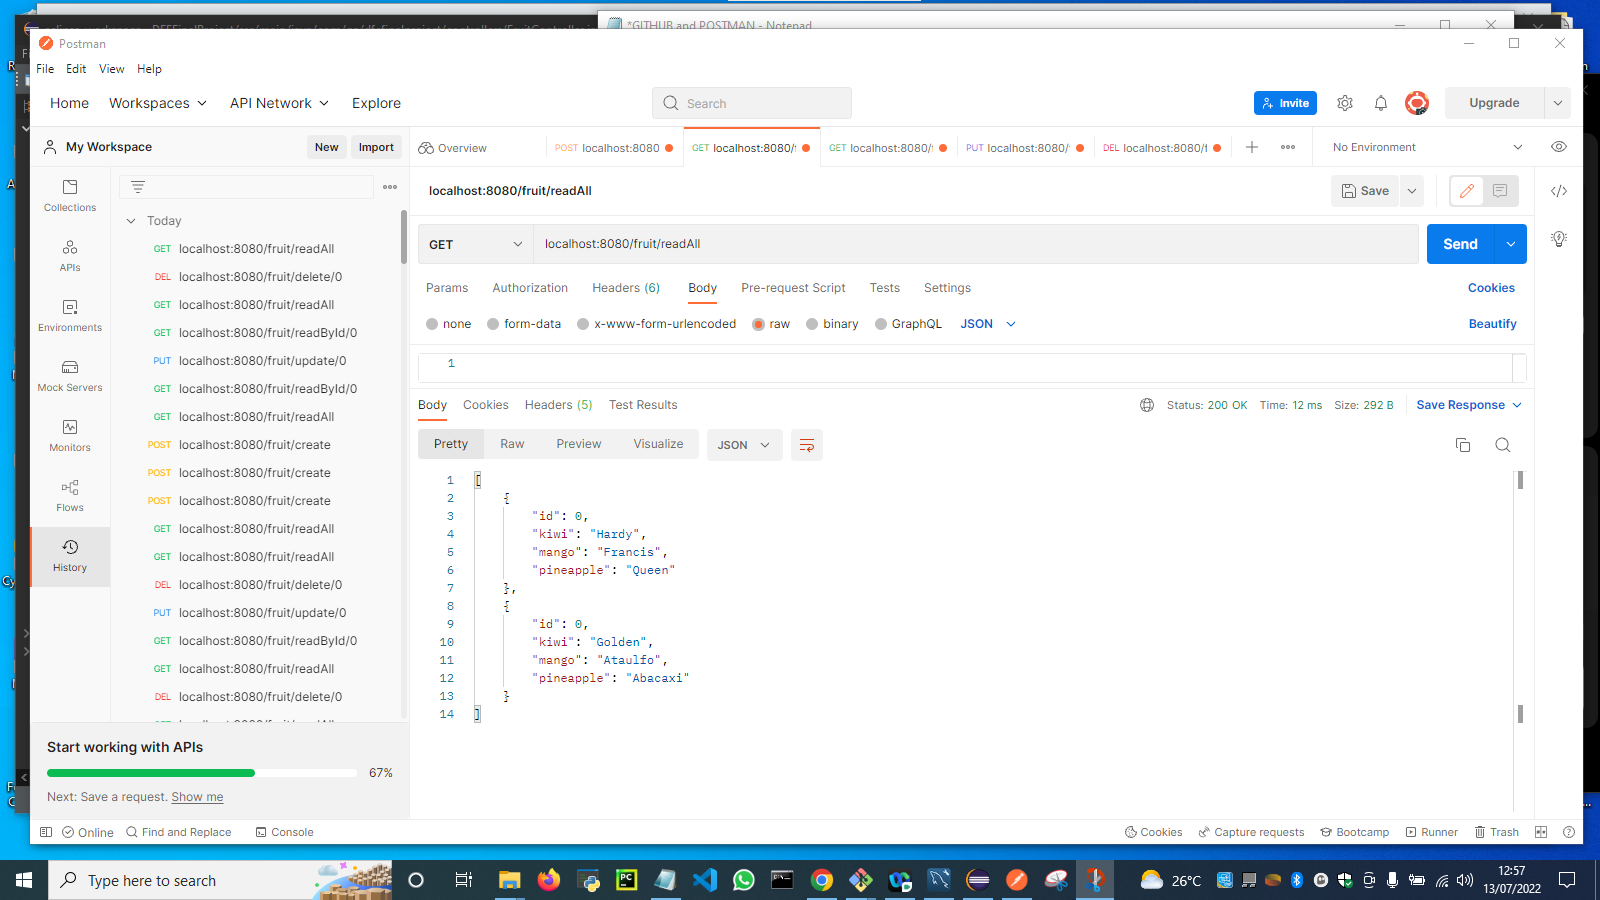 *GITHUB and POSTMAN - Notepad
Postman
File Edit View Help
Home Workspaces API Network Explore
Search
Invite
Upgrade
My Workspace
New Import
Overview
POST localhost:8080
GET localhost:8080/
GET localhost:8080/
PUT localhost:8080/
DEL localhost:8080/f
No Environment
localhost:8080/fruit/readAll
Save
Collections
APIs
Environments
Mock Servers
Monitors
Flows
History
Today
GET localhost:8080/fruit/readAll
DEL localhost:8080/fruit/delete/0
GET localhost:8080/fruit/readAll
GET localhost:8080/fruit/readById/0
PUT localhost:8080/fruit/update/0
GET localhost:8080/fruit/readById/0
GET localhost:8080/fruit/readAll
POST localhost:8080/fruit/create
POST localhost:8080/fruit/create
POST localhost:8080/fruit/create
GET localhost:8080/fruit/readAll
GET localhost:8080/fruit/readAll
DEL localhost:8080/fruit/delete/0
PUT localhost:8080/fruit/update/0
GET localhost:8080/fruit/readById/0
GET localhost:8080/fruit/readAll
DEL localhost:8080/fruit/delete/0
Start working with APIs
67%
Next: Save a request. Show me
GET localhost:8080/fruit/readAll
Send
Params Authorization Headers (6) Body Pre-request Script Tests Settings
Cookies
none form-data x-www-form-urlencoded raw binary GraphQL JSON
Beautify
1
Body Cookies Headers (5) Test Results
Status: 200 OK Time: 12 ms Size: 292 B Save Response
Pretty Raw Preview Visualize JSON
1 [
2 {
3 "id": 0,
4 "kiwi": "Hardy",
5 "mango": "Francis",
6 "pineapple": "Queen"
7 },
8 {
9 "id": 0,
10 "kiwi": "Golden",
11 "mango": "Ataulfo",
12 "pineapple": "Abacaxi"
13 }
14 ]
Online Find and Replace Console
Cookies Capture requests Bootcamp Runner Trash
Type here to search
26°C
12:57
13/07/2022